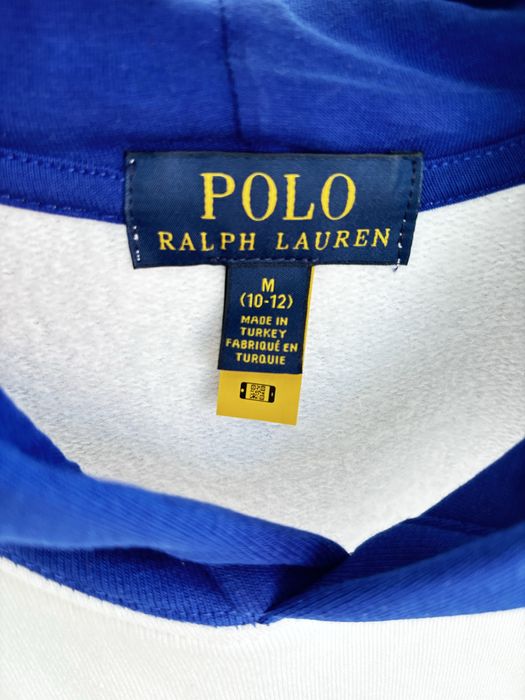 POLO
RALPH LAUREN
M
(10-12)
MADE IN
TURKEY
FABRIQUÉ EN
TURQUIE